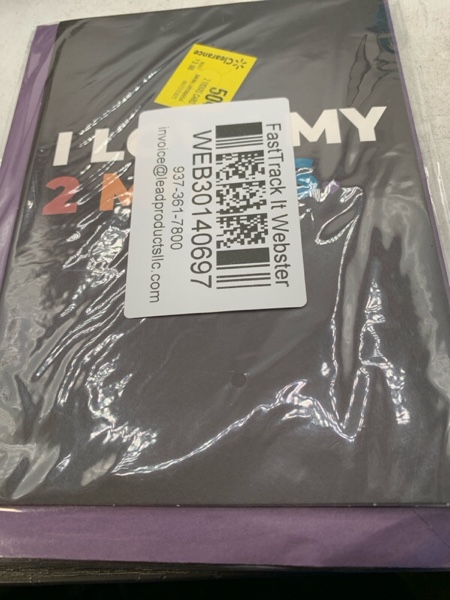 Clearance
50
I LO MY
2 M
FastTrack It Webster
WEB30140697
937-361-7800
invoice@leadproductsllc.com